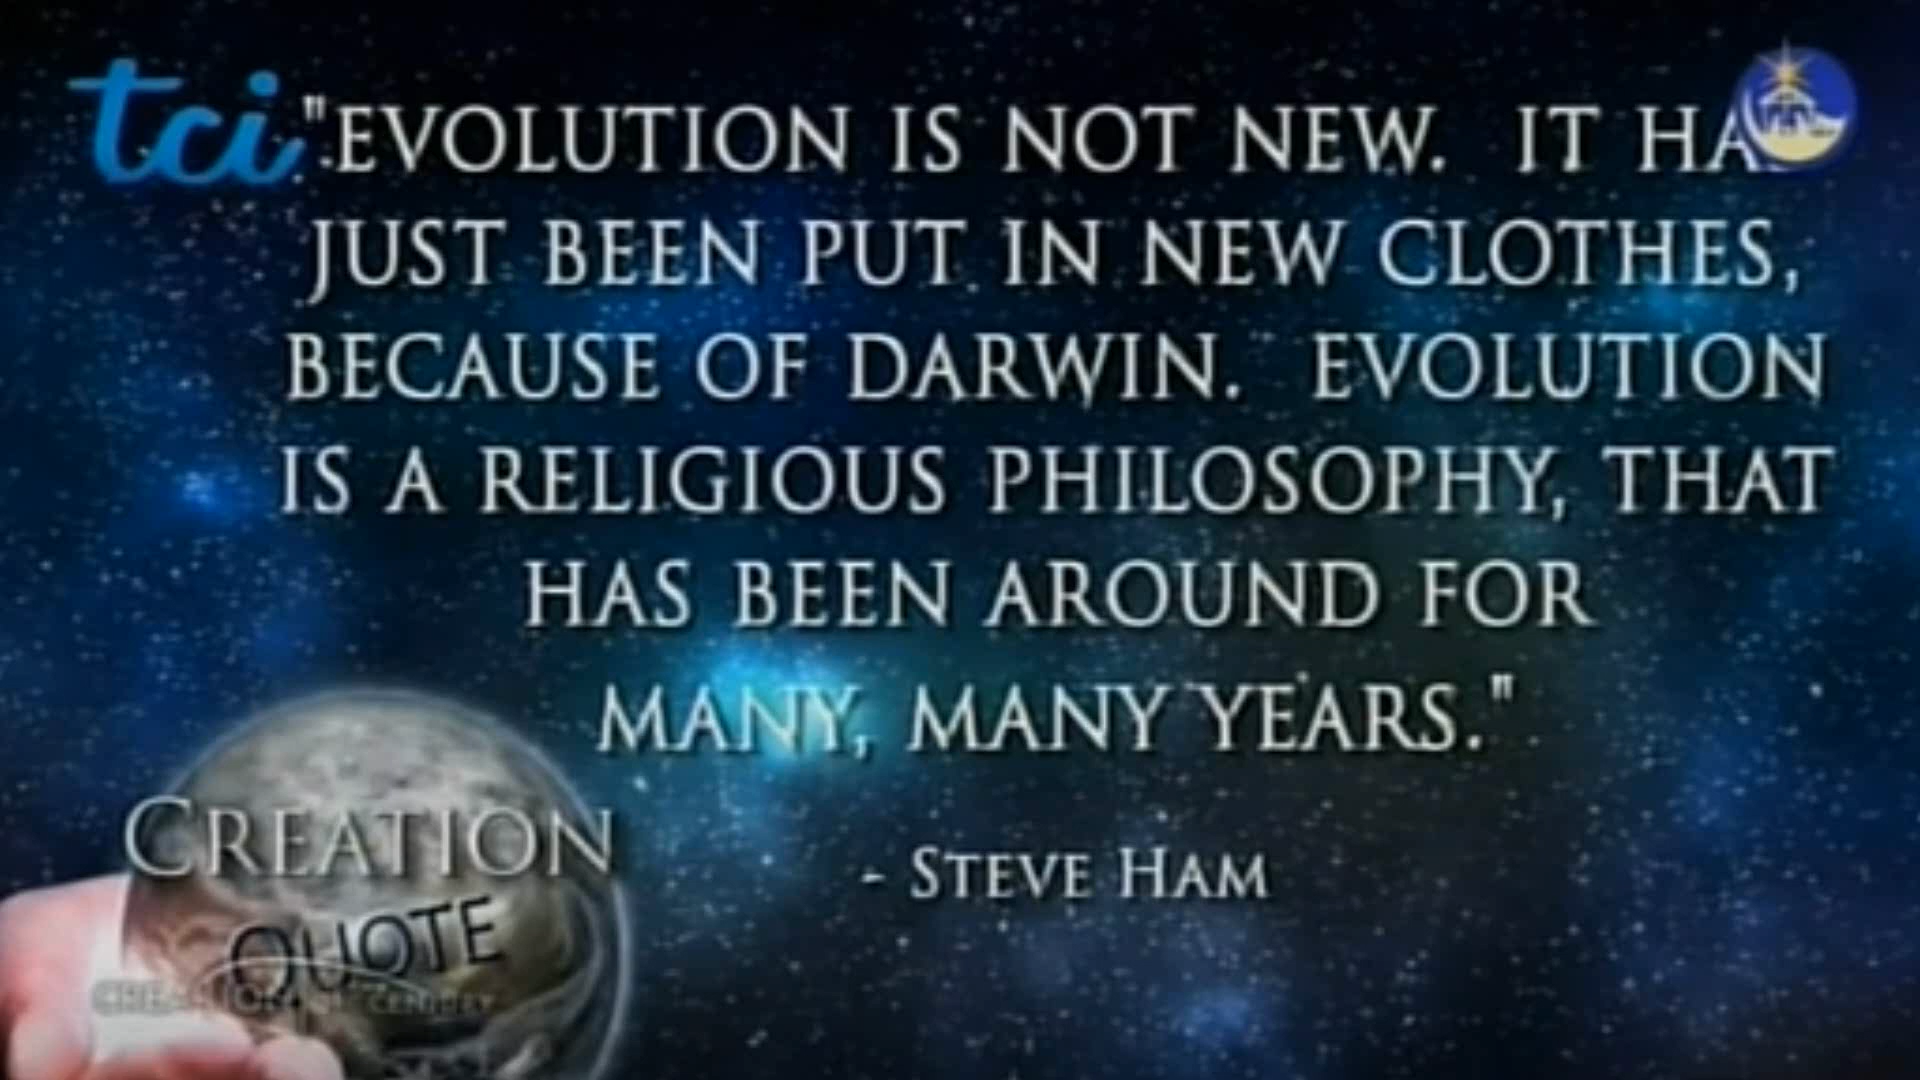 tci
"EVOLUTION IS NOT NEW. IT HA
JUST BEEN PUT IN NEW CLOTHES,
BECAUSE OF DARWIN. EVOLUTION
IS A RELIGIOUS PHILOSOPHY, THAT
HAS BEEN AROUND FOR
MANY, MANY YEARS."
- STEVE HAM
CREATION
QUOTE